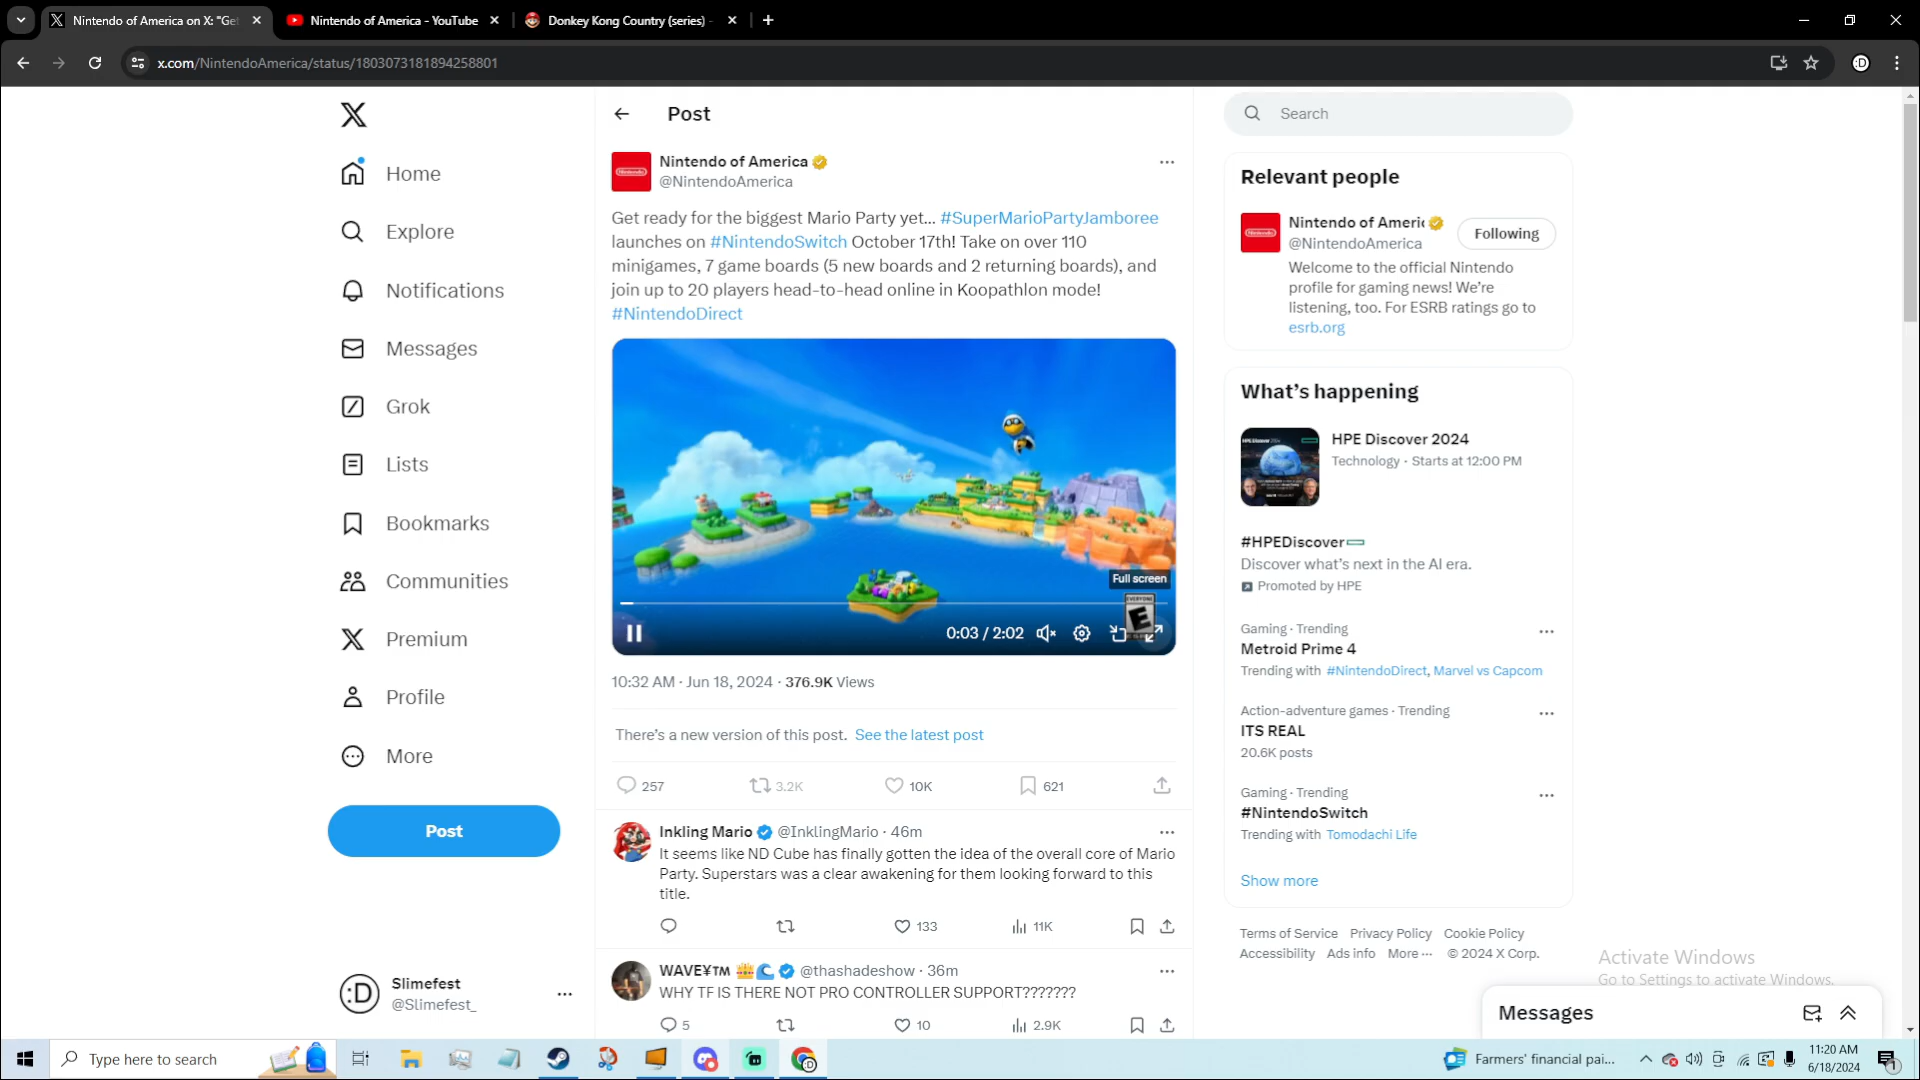 Nintendo of America on X: "Get
Nintendo of America - YouTube
Donkey Kong Country (series) -
x.com/NintendoAmerica/status/1803073181894258801
Home
Explore
Notifications
Messages
Grok
Lists
Bookmarks
Communities
Premium
Profile
More
Post
Slimefest
@Slimefest_
Post
Nintendo of America
@NintendoAmerica
Get ready for the biggest Mario Party yet... #SuperMarioPartyJamboree
launches on #NintendoSwitch October 17th! Take on over 110
minigames, 7 game boards (5 new boards and 2 returning boards), and
join up to 20 players head-to-head online in Koopathlon mode!
#NintendoDirect
Full screen
EVERYONE
E
0:03 / 2:02
10:32 AM · Jun 18, 2024 · 376.9K Views
There's a new version of this post. See the latest post
257 3.2K 10K 621
Inkling Mario @InklingMario · 46m
It seems like ND Cube has finally gotten the idea of the overall core of Mario
Party. Superstars was a clear awakening for them looking forward to this
title.
133 11K
WAVE¥TM 👑🌊 @thashadeshow · 36m
WHY TF IS THERE NOT PRO CONTROLLER SUPPORT???????
5 10 2.9K
Search
Relevant people
Nintendo of Americ
@NintendoAmerica
Following
Welcome to the official Nintendo
profile for gaming news! We're
listening, too. For ESRB ratings go to
esrb.org
What's happening
HPE Discover 2024
Technology · Starts at 12:00 PM
#HPEDiscover
Discover what's next in the AI era.
Promoted by HPE
Gaming · Trending
Metroid Prime 4
Trending with #NintendoDirect, Marvel vs Capcom
Action-adventure games · Trending
ITS REAL
20.6K posts
Gaming · Trending
#NintendoSwitch
Trending with Tomodachi Life
Show more
Terms of Service Privacy Policy Cookie Policy
Accessibility Ads info More ··· © 2024 X Corp.
Activate Windows
Go to Settings to activate Windows.
Messages
Type here to search
Farmers' financial pai...
11:20 AM
6/18/2024
1